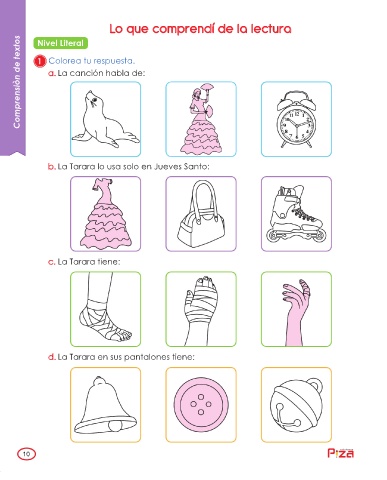 Lo que comprendí de la lectura
Comprensión de textos
Nivel Literal
1 Colorea tu respuesta.
a. La canción habla de:
b. La Tarara lo usa solo en Jueves Santo:
c. La Tarara tiene:
d. La Tarara en sus pantalones tiene:
10
P!zá